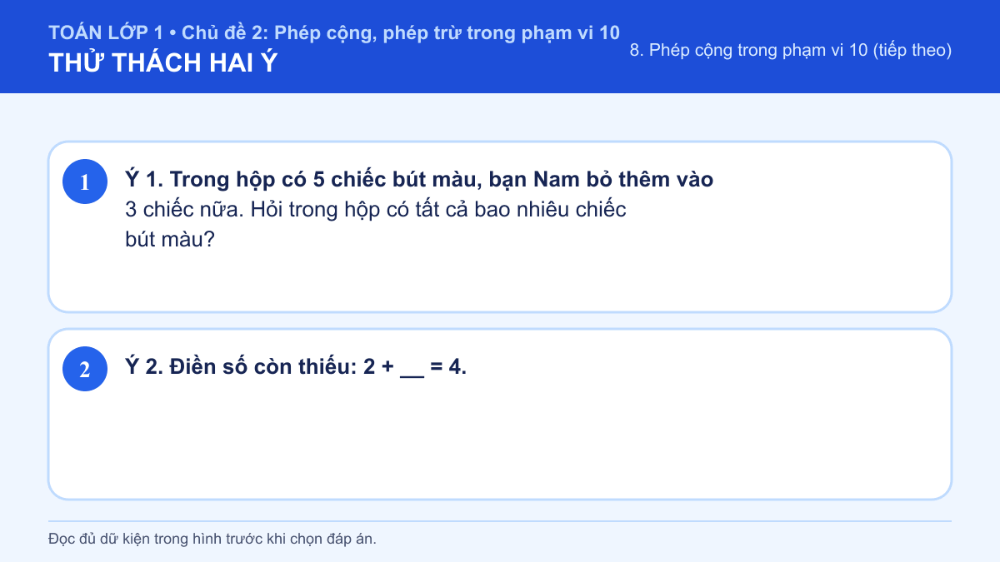 TOÁN LỚP 1 • Chủ đề 2: Phép cộng, phép trừ trong phạm vi 10
THỬ THÁCH HAI Ý
8. Phép cộng trong phạm vi 10 (tiếp theo)
1
Ý 1. Trong hộp có 5 chiếc bút màu, bạn Nam bỏ thêm vào
3 chiếc nữa. Hỏi trong hộp có tất cả bao nhiêu chiếc
bút màu?
2
Ý 2. Điền số còn thiếu: 2 + __ = 4.
Đọc đủ dữ kiện trong hình trước khi chọn đáp án.